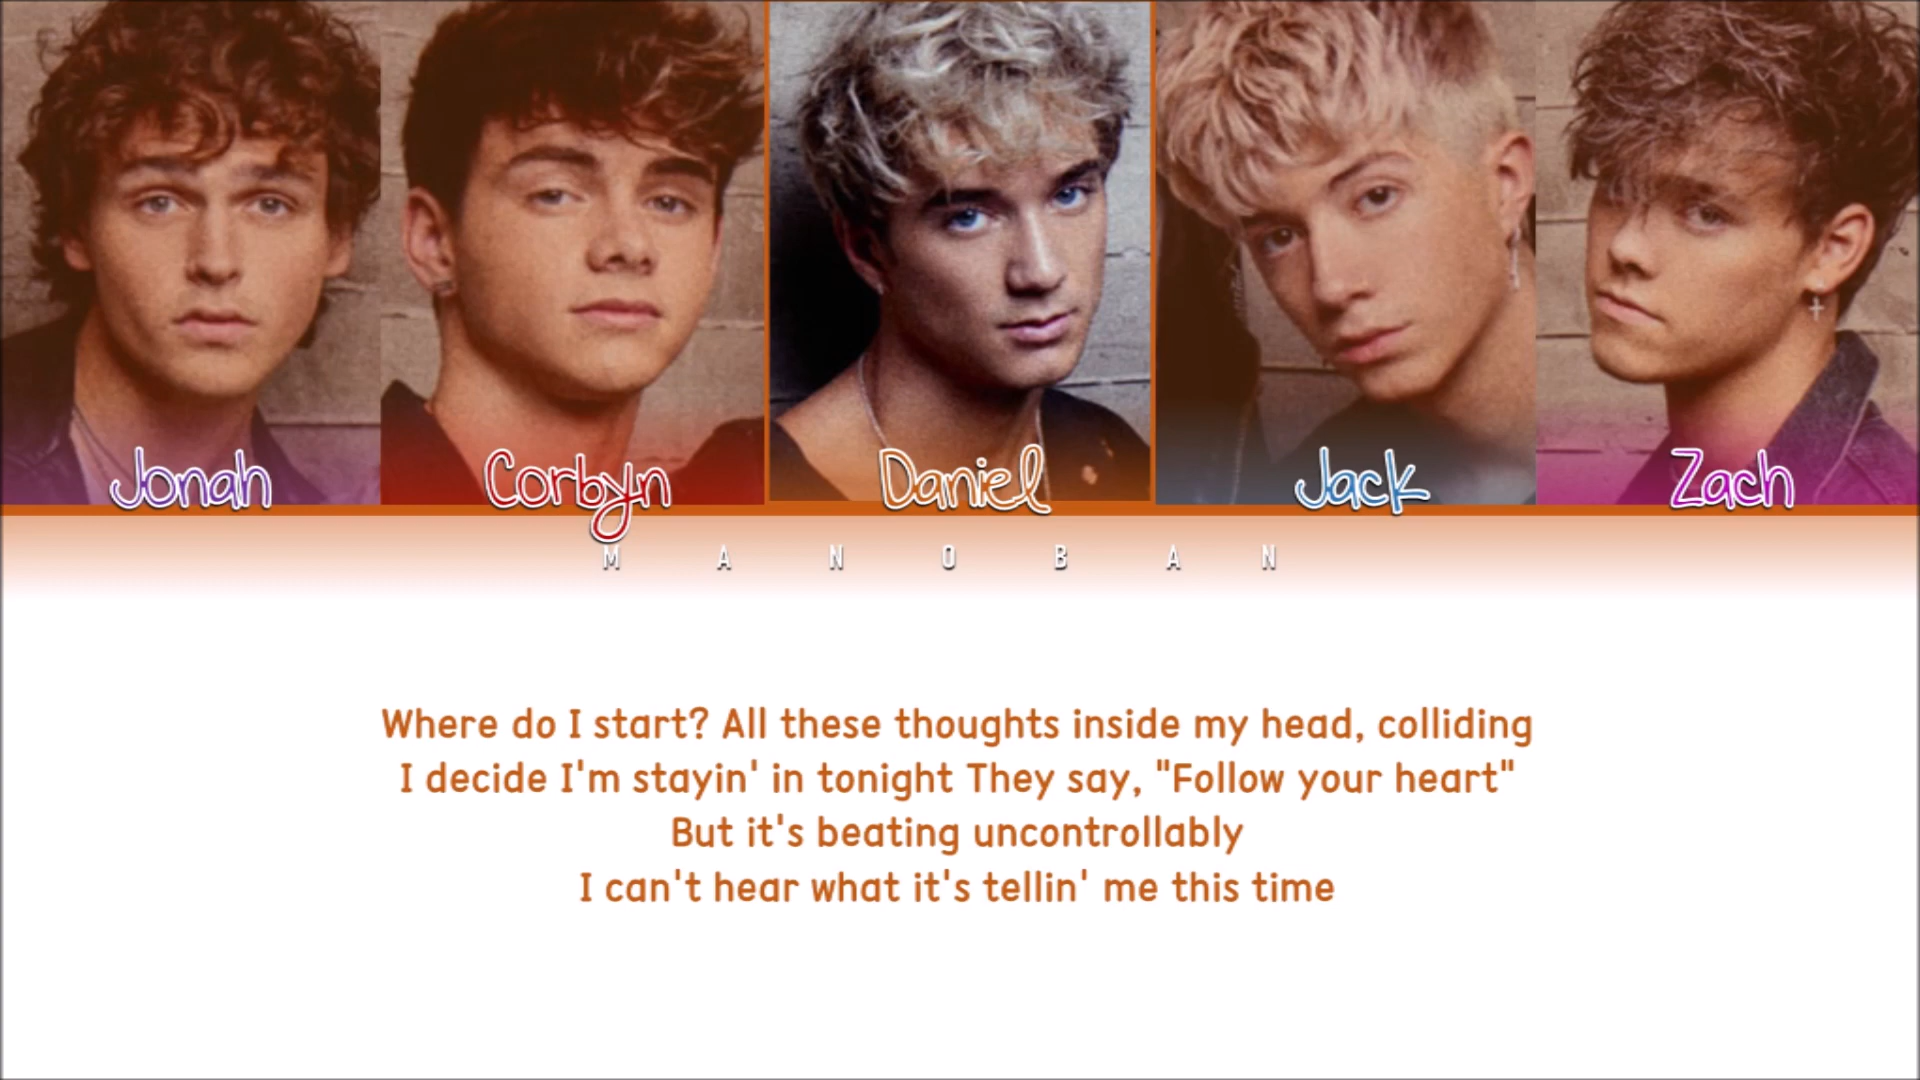 Jonah Corbyn Daniel Jack Zach
MANOBAN
Where do I start? All these thoughts inside my head, colliding
I decide I'm stayin' in tonight They say, "Follow your heart"
But it's beating uncontrollably
I can't hear what it's tellin' me this time